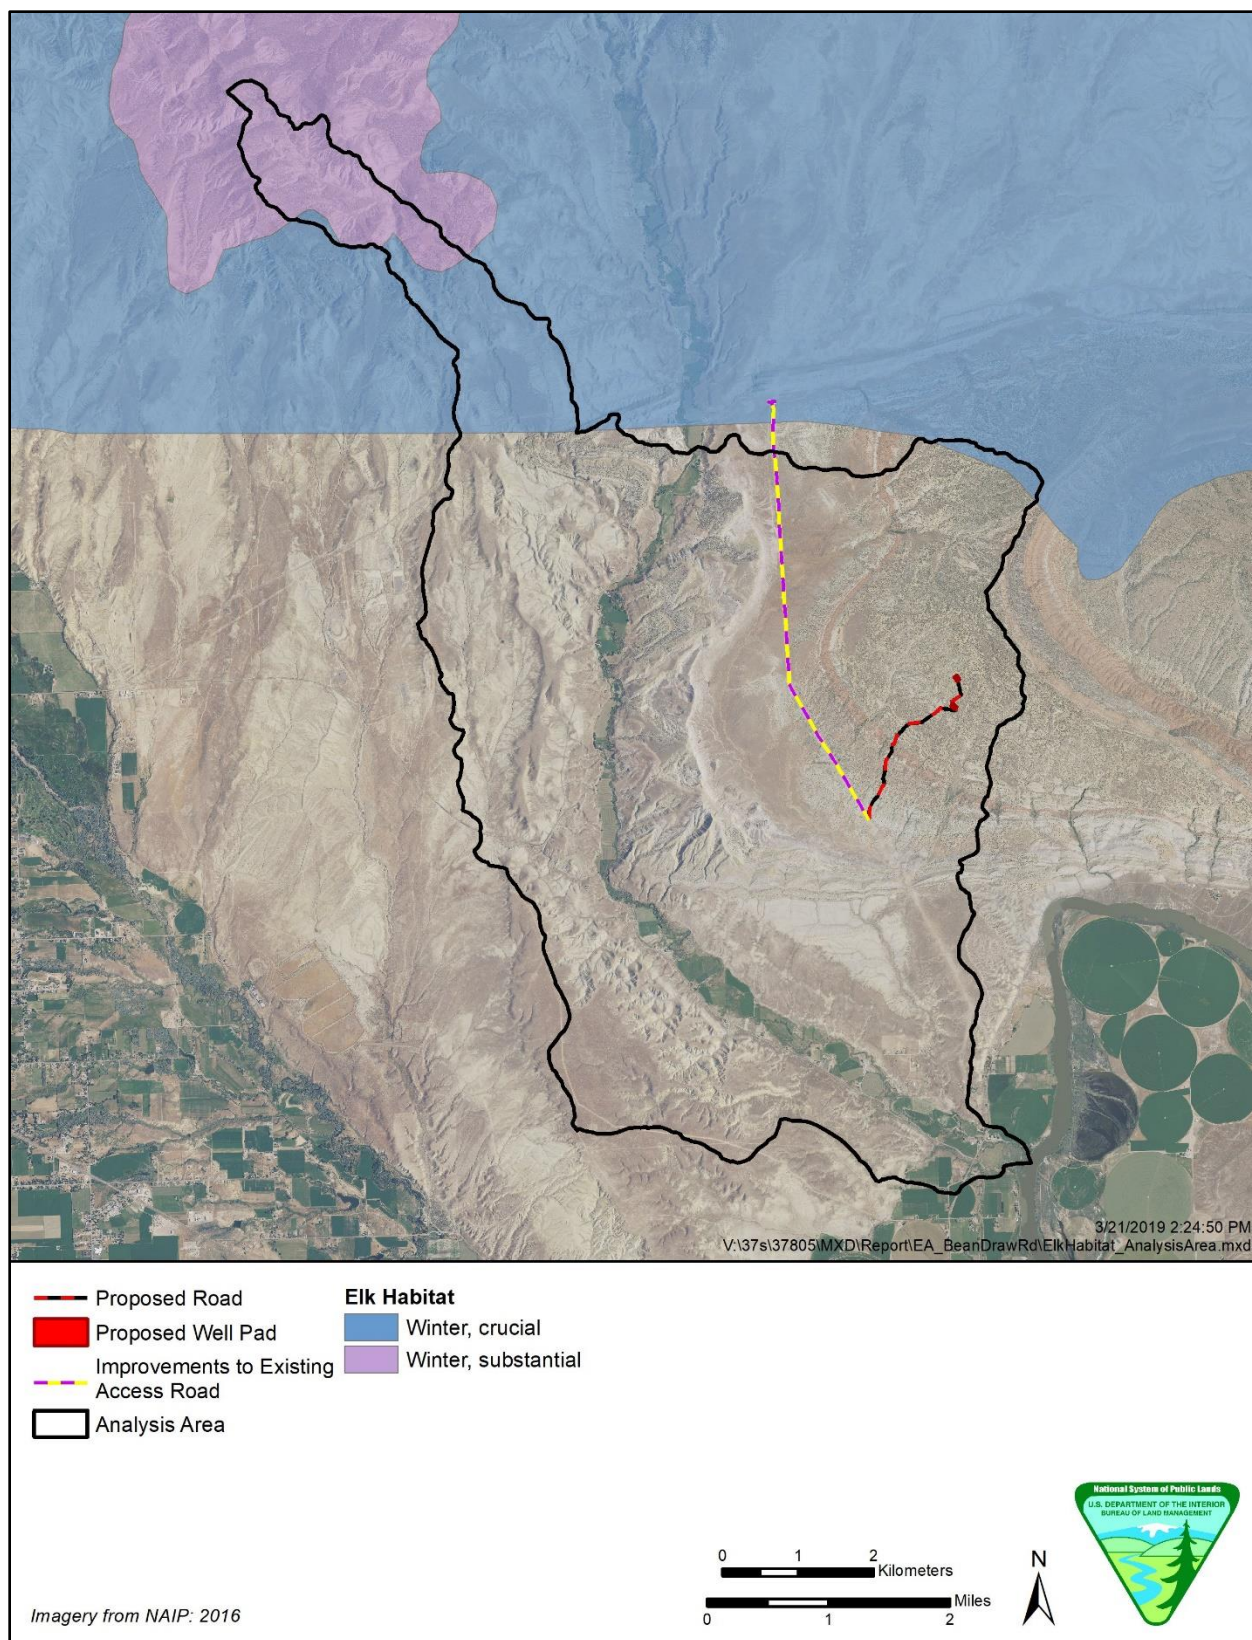 3/21/2019 2:24:50 PM
V:\37s\37805\MXD\Report\EA_BeanDrawRd\ElkHabitat_AnalysisArea.mxd
Proposed Road
Proposed Well Pad
Improvements to Existing
Access Road
Analysis Area
Elk Habitat
Winter, crucial
Winter, substantial
Imagery from NAIP: 2016
0 1 2
Kilometers
Miles
0 1 2
N
National System of Public Lands
U.S. DEPARTMENT OF THE INTERIOR
BUREAU OF LAND MANAGEMENT